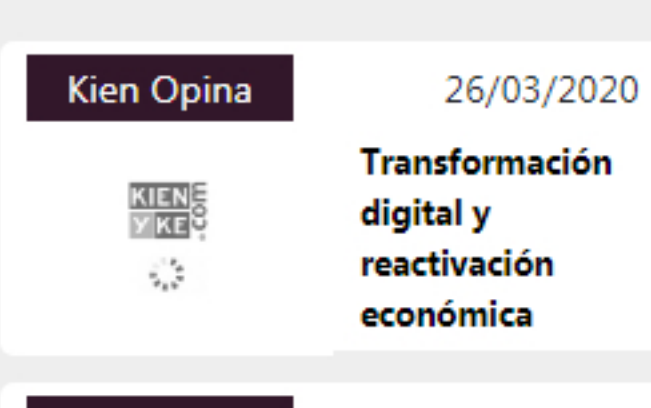 Kien Opina
26/03/2020
KIEN
Y KE
.com
Transformación
digital y
reactivación
económica